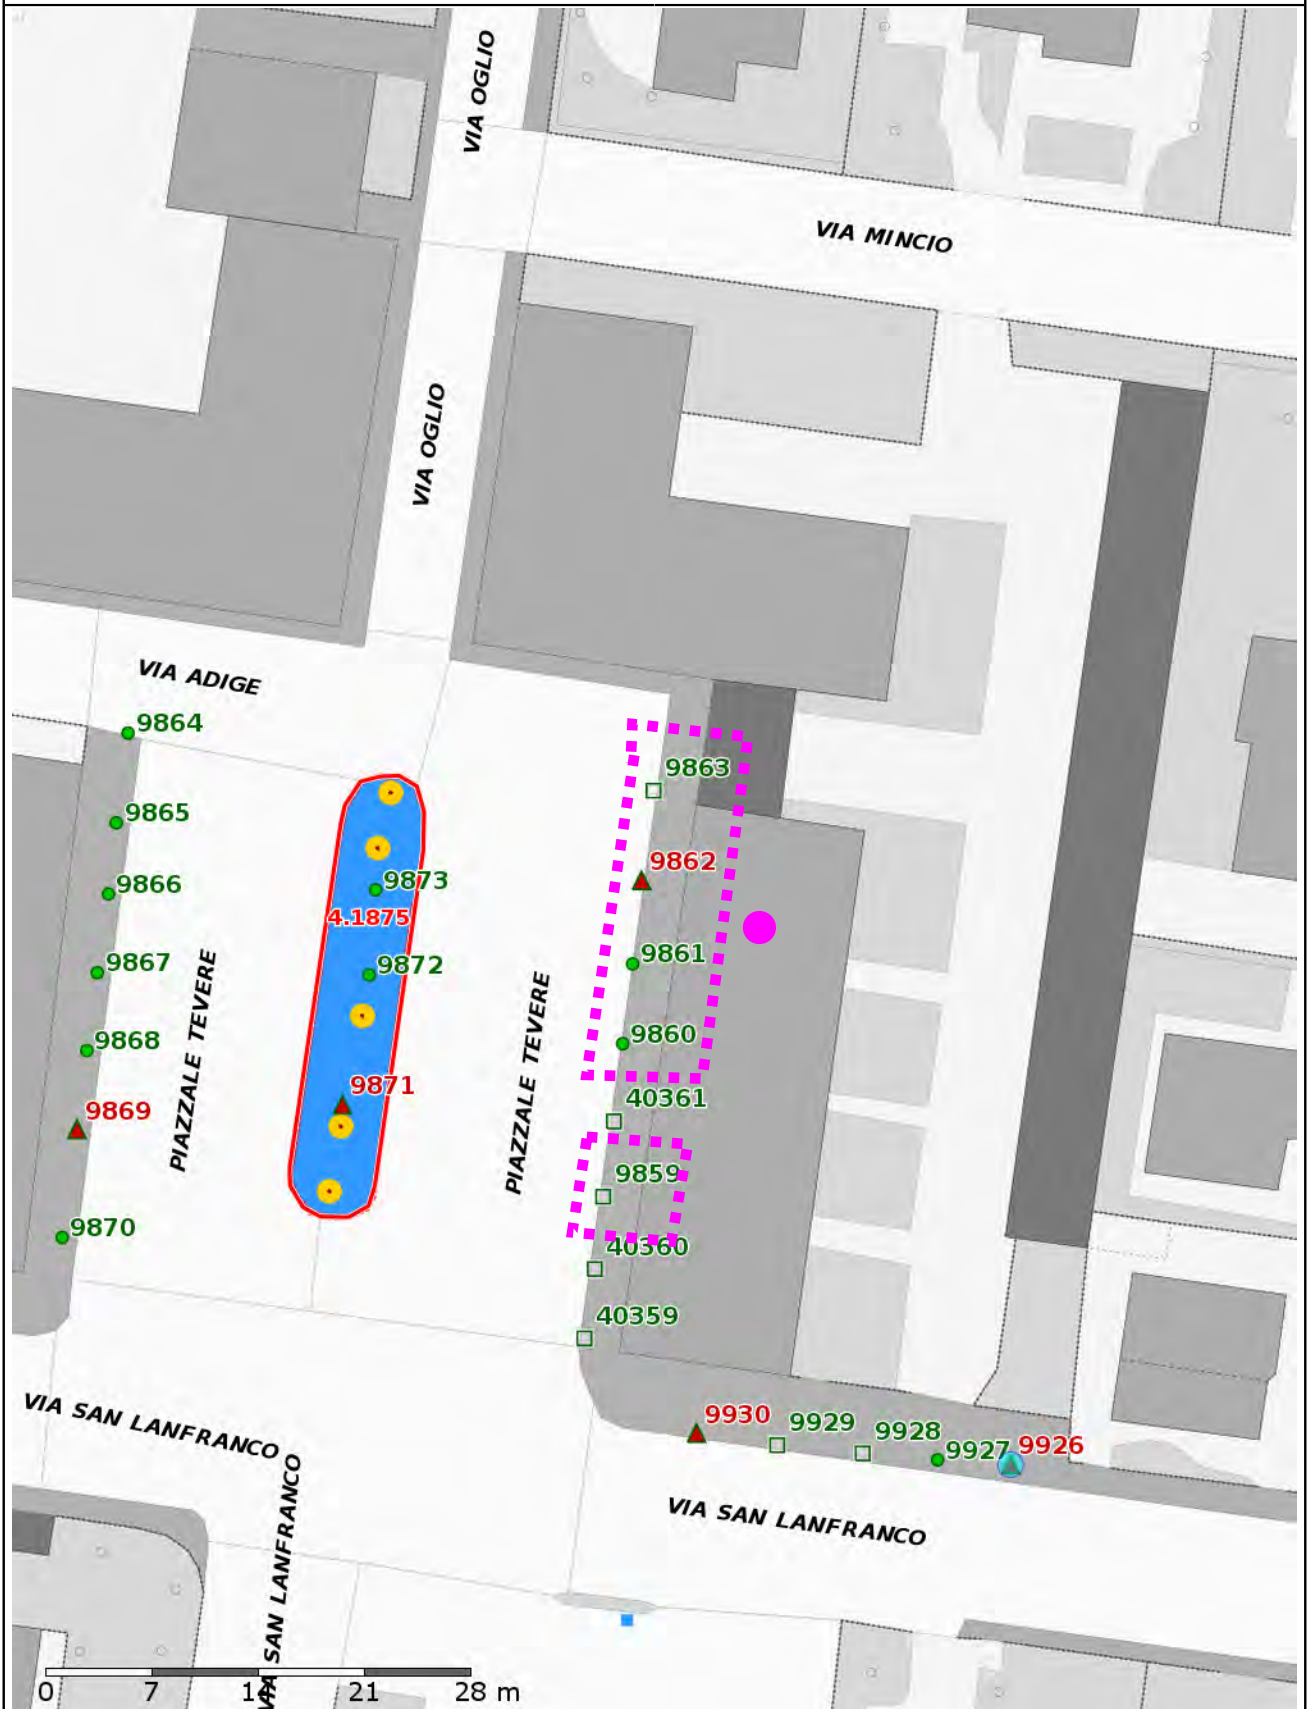 VIA OGLIO
VIA MINCIO
VIA OGLIO
VIA ADIGE
9864
9863
9865
9862
9873
9866
4.1875
9861
9867
9872
PIAZZALE TEVERE
PIAZZALE TEVERE
9868
9860
9871
40361
9869
9859
9870
40360
40359
VIA SAN LANFRANCO
9930
9929
9928
9927
9926
VIA SAN LANFRANCO
VIA SAN LANFRANCO
0 7 14 21 28 m